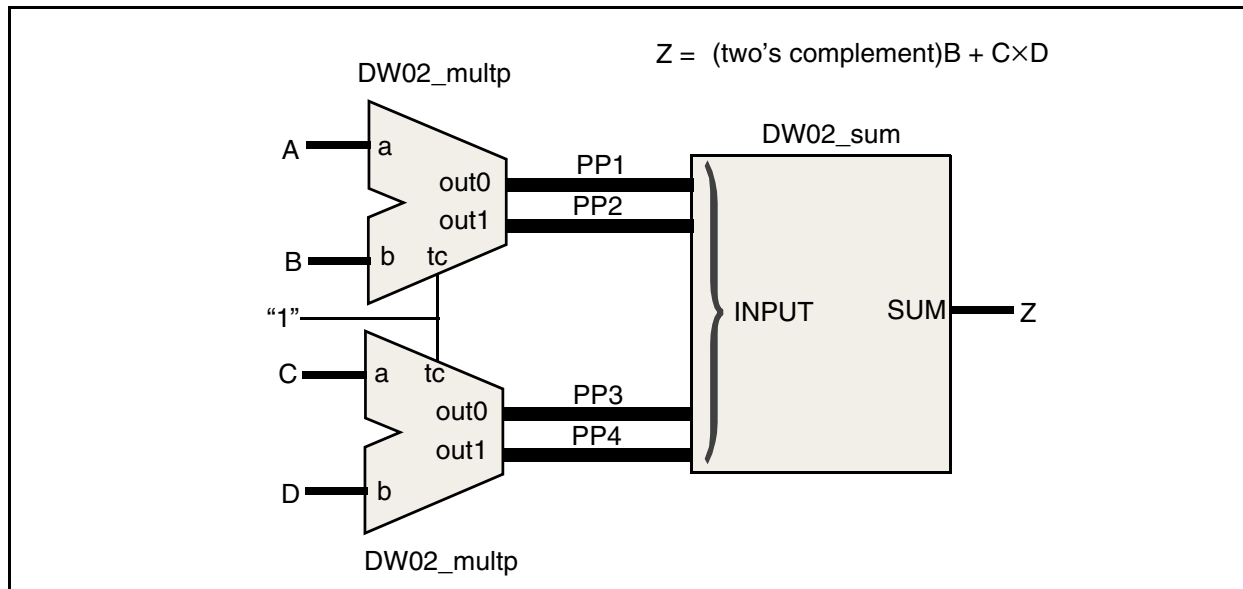 Z = (two's complement)B + C×D
DW02_multp
DW02_sum
A
a
PP1
out0
PP2
out1
B
b
tc
"1"
INPUT
SUM
Z
C
a
tc
PP3
out0
PP4
out1
D
b
DW02_multp